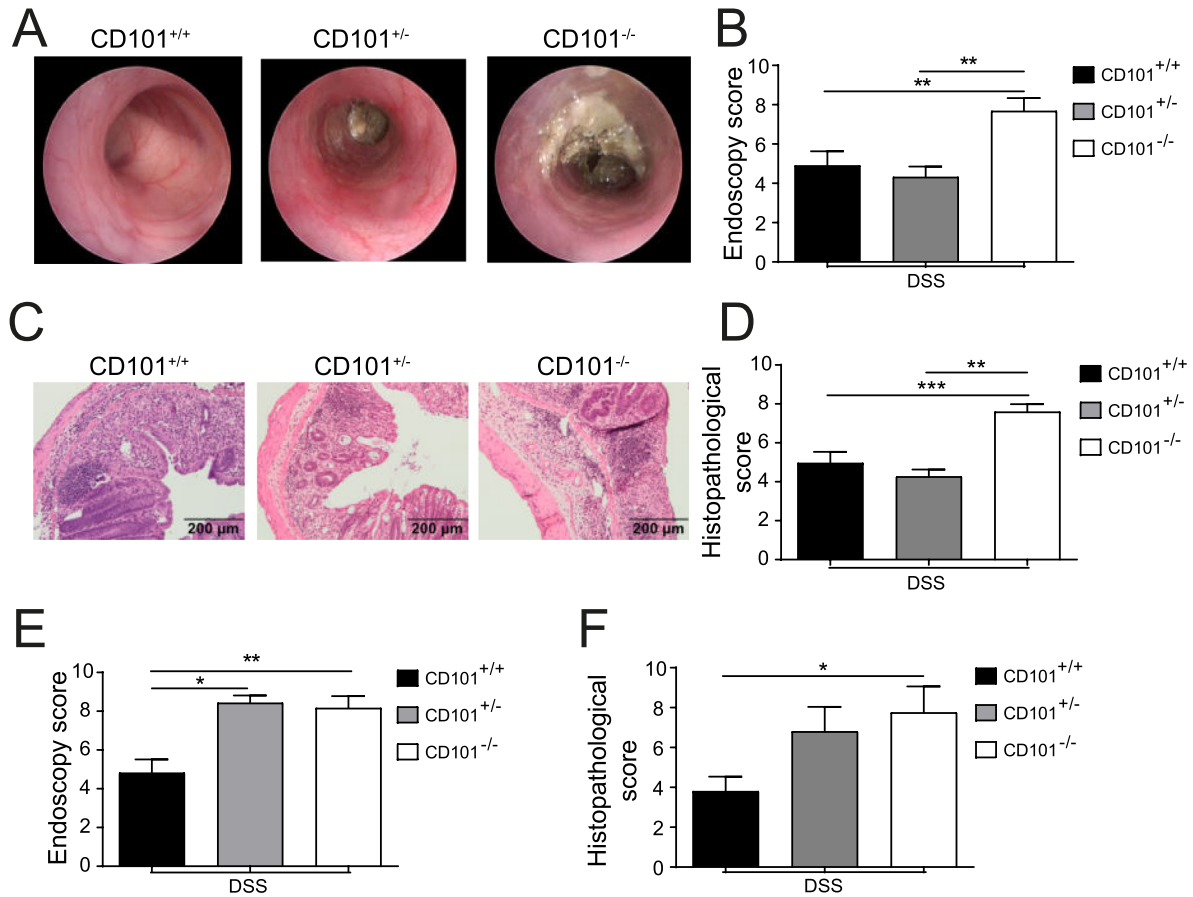 A
CD101+/+
CD101+/-
CD101-/-
B
Endoscopy score
10
8
6
4
2
0
**
**
DSS
CD101+/+
CD101+/-
CD101-/-
C
CD101+/+
CD101+/-
CD101-/-
200 µm
200 µm
200 µm
D
Histopathological
score
10
8
6
4
2
0
**
***
DSS
CD101+/+
CD101+/-
CD101-/-
E
Endoscopy score
10
8
6
4
2
0
**
*
DSS
CD101+/+
CD101+/-
CD101-/-
F
Histopathological
score
10
8
6
4
2
0
*
DSS
CD101+/+
CD101+/-
CD101-/-